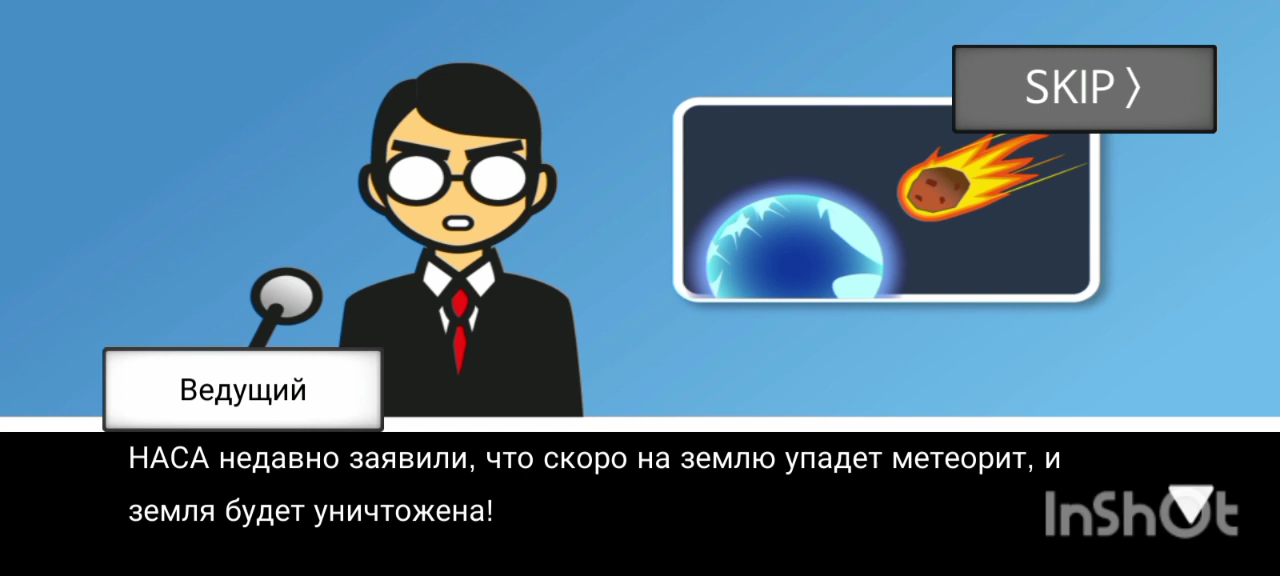 SKIP 〉
Ведущий
НАСА недавно заявили, что скоро на землю упадет метеорит, и
земля будет уничтожена!
InShOt